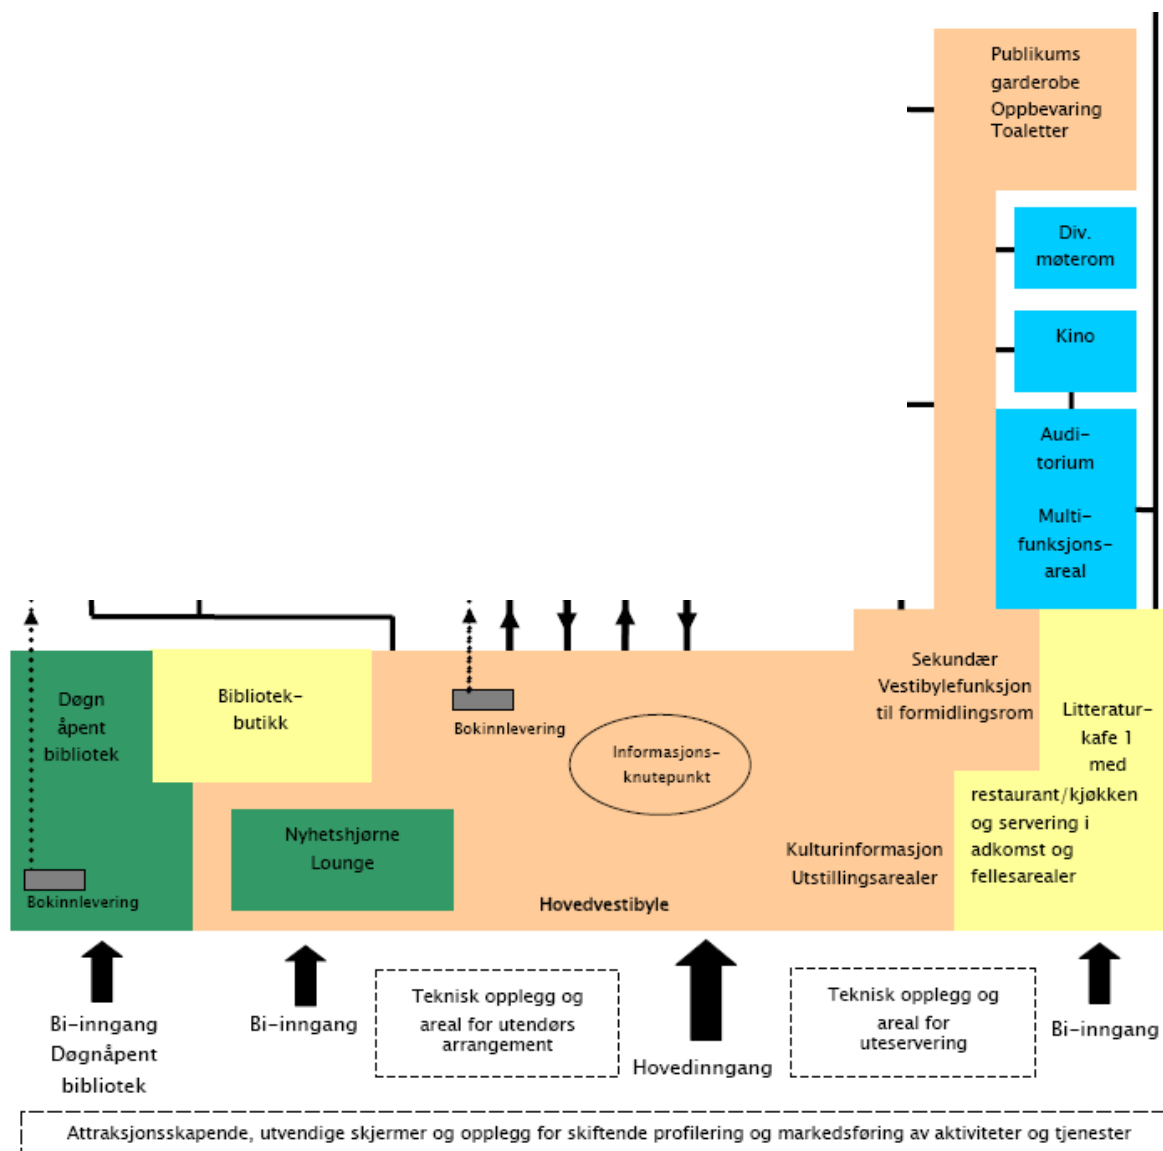 Publikums
garderobe
Oppbevaring
Toaletter
Div.
møterom
Kino
Audi-
torium
Multi-
funksjons-
areal
Døgn
åpent
bibliotek
Bibliotek-
butikk
Bokinnlevering
Informasjons-
knutepunkt
Sekundær
Vestibylefunksjon
til formidlingsrom
Litteratur-
kafe 1
med
restaurant/kjøkken
og servering i
adkomst og
fellesarealer
Nyhetshjørne
Lounge
Kulturinformasjon
Utstillingsarealer
Bokinnlevering
Hovedvestibyle
Bi-inngang
Døgnåpent
bibliotek
Bi-inngang
Teknisk opplegg og
areal for utendørs
arrangement
Hovedinngang
Teknisk opplegg og
areal for
uteservering
Bi-inngang
Attraksjonsskapende, utvendige skjermer og opplegg for skiftende profilering og markedsføring av aktiviteter og tjenester